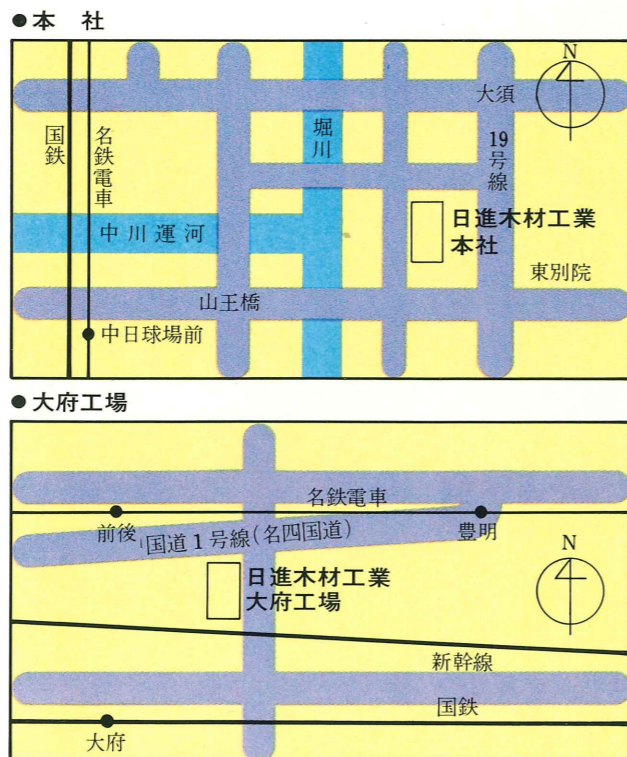 ●本　社
N
大須
国鉄
名鉄電車
堀川
19号線
中川運河
日進木材工業
本社
東別院
山王橋
中日球場前
●大府工場
名鉄電車
前後
国道1号線(名四国道)
豊明
N
日進木材工業
大府工場
新幹線
国鉄
大府